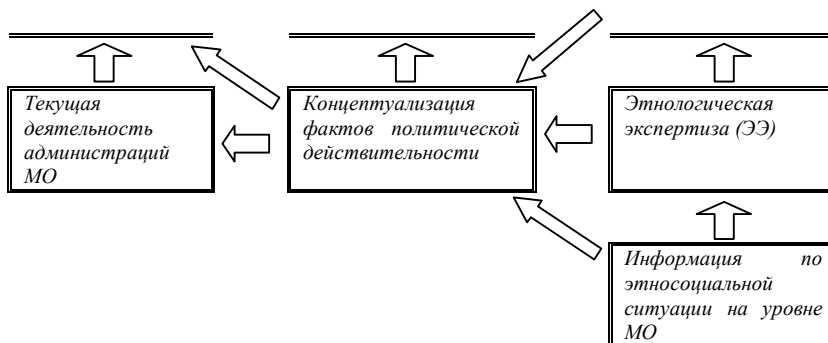 Текущая
деятельность
администраций
МО
Концептуализация
фактов политической
действительности
Этнологическая
экспертиза (ЭЭ)
Информация по
этносоциальной
ситуации на уровне
МО